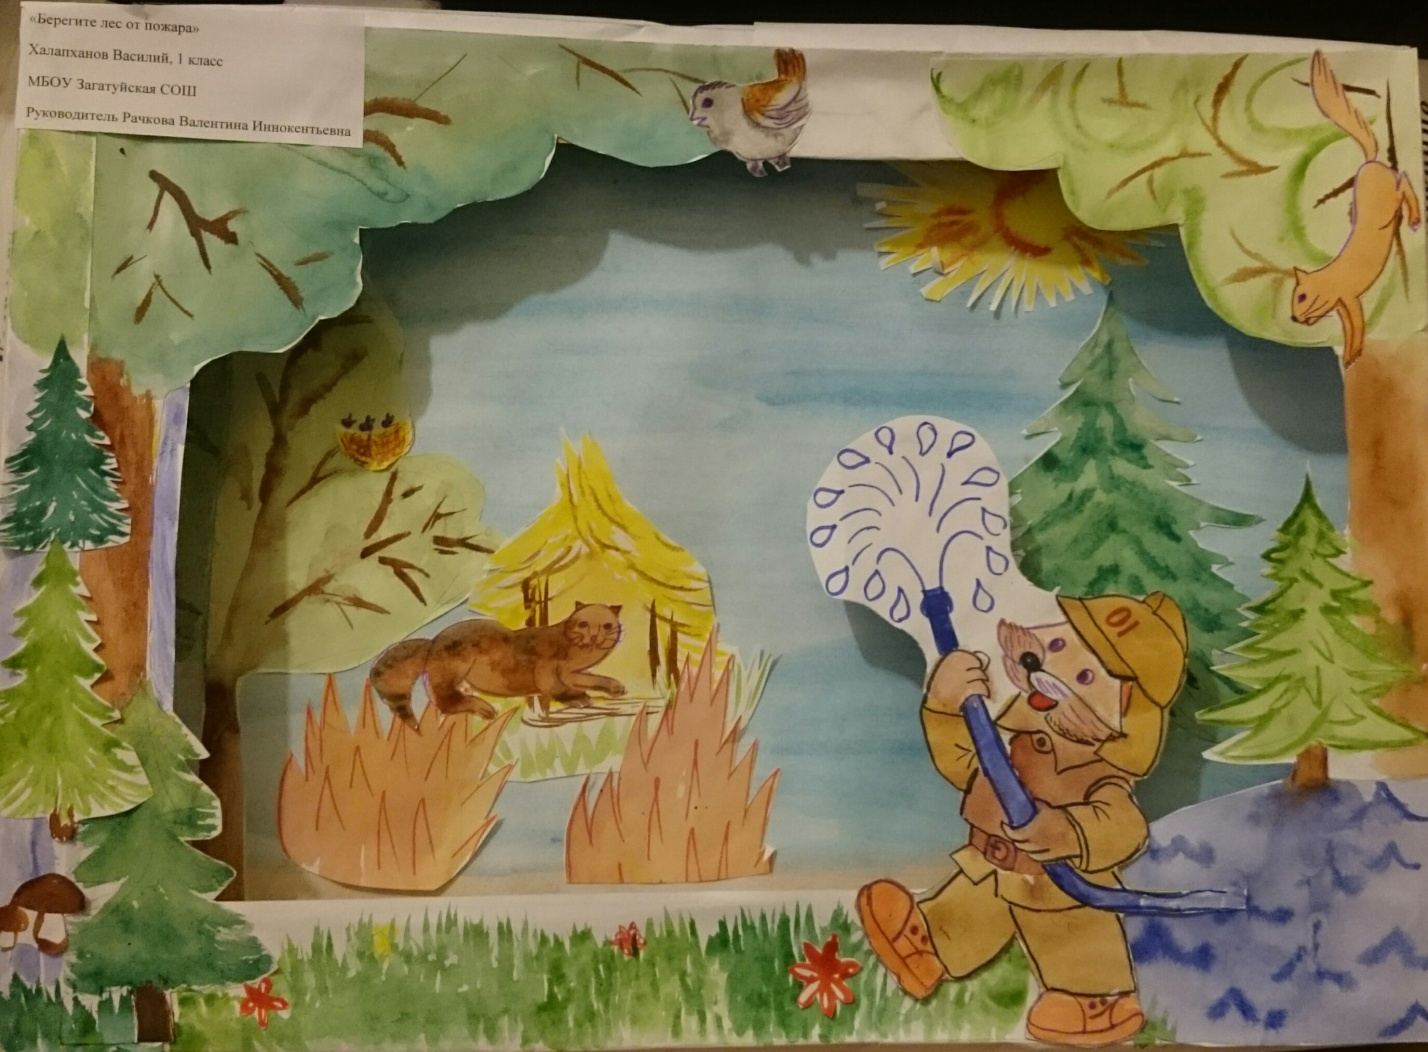 «Берегите лес от пожара»
Халапханов Василий, 1 класс
МБОУ Загатуйская СОШ
Руководитель Рачкова Валентина Иннокентьевна
01